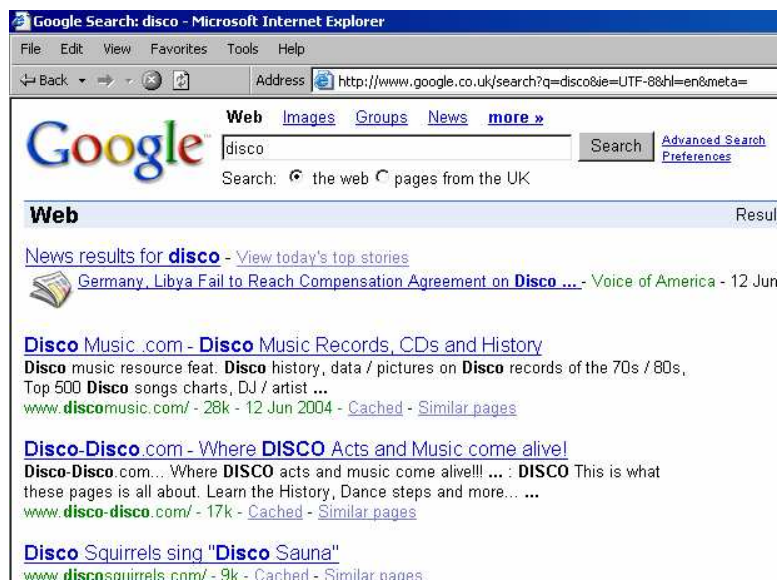 Google Search: disco - Microsoft Internet Explorer
File Edit View Favorites Tools Help
Back Address http://www.google.co.uk/search?q=disco&ie=UTF-8&hl=en&meta=
Web Images Groups News more »
Google™
disco Search Advanced Search
Preferences
Search: the web pages from the UK
Web Resul
News results for disco - View today's top stories
Germany, Libya Fail to Reach Compensation Agreement on Disco ... - Voice of America - 12 Jun
Disco Music .com - Disco Music Records, CDs and History
Disco music resource feat. Disco history, data / pictures on Disco records of the 70s / 80s,
Top 500 Disco songs charts, DJ / artist ...
www.discomusic.com/ - 28k - 12 Jun 2004 - Cached - Similar pages
Disco-Disco.com - Where DISCO Acts and Music come alive!
Disco-Disco.com... Where DISCO acts and music come alive!!! ... : DISCO This is what
these pages is all about. Learn the History, Dance steps and more... ...
www.disco-disco.com/ - 17k - Cached - Similar pages
Disco Squirrels sing "Disco Sauna"
www.discosquirrels.com/ - 9k - Cached - Similar pages